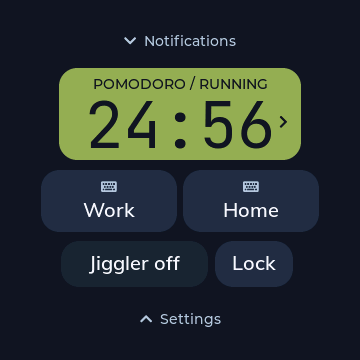 Notifications
POMODORO / RUNNING
24:56
Work
Home
Jiggler off
Lock
Settings